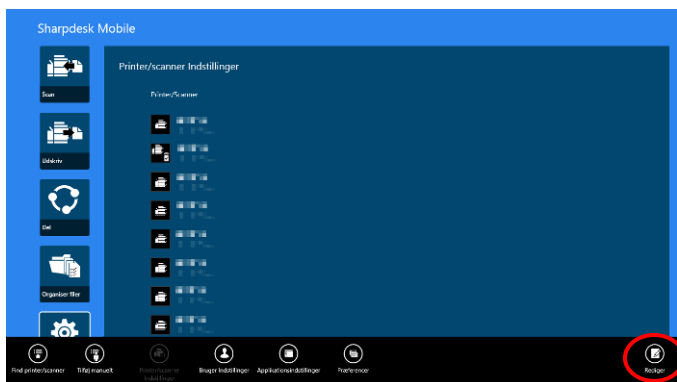 Sharpdesk Mobile
Scan
Udskriv
Del
Organiser filer
Printer/scanner Indstillinger
Printer/Scanner
Find printer/scanner
Tilføj manuelt
Printer/scanner
Indstillinger
Bruger Indstillinger
Applikationsindstillinger
Præferencer
Rediger